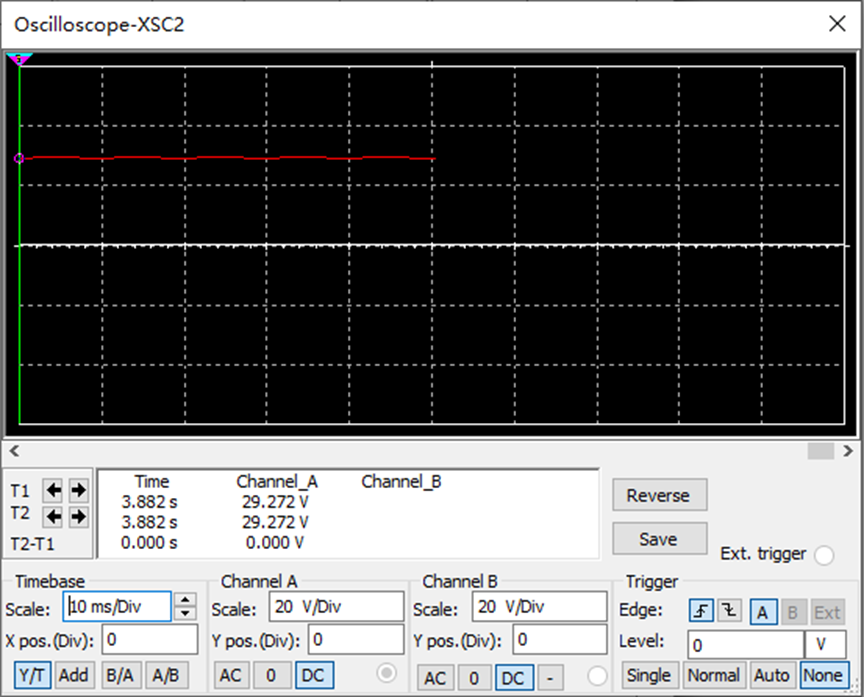 Oscilloscope-XSC2
Time Channel_A Channel_B
T1 3.882 s 29.272 V
T2 3.882 s 29.272 V
T2-T1 0.000 s 0.000 V
Reverse
Save
Ext. trigger
Timebase
Scale: 10 ms/Div
X pos.(Div): 0
Y/T Add B/A A/B
Channel A
Scale: 20 V/Div
Y pos.(Div): 0
AC 0 DC
Channel B
Scale: 20 V/Div
Y pos.(Div): 0
AC 0 DC -
Trigger
Edge: A B Ext
Level: 0 V
Single Normal Auto None